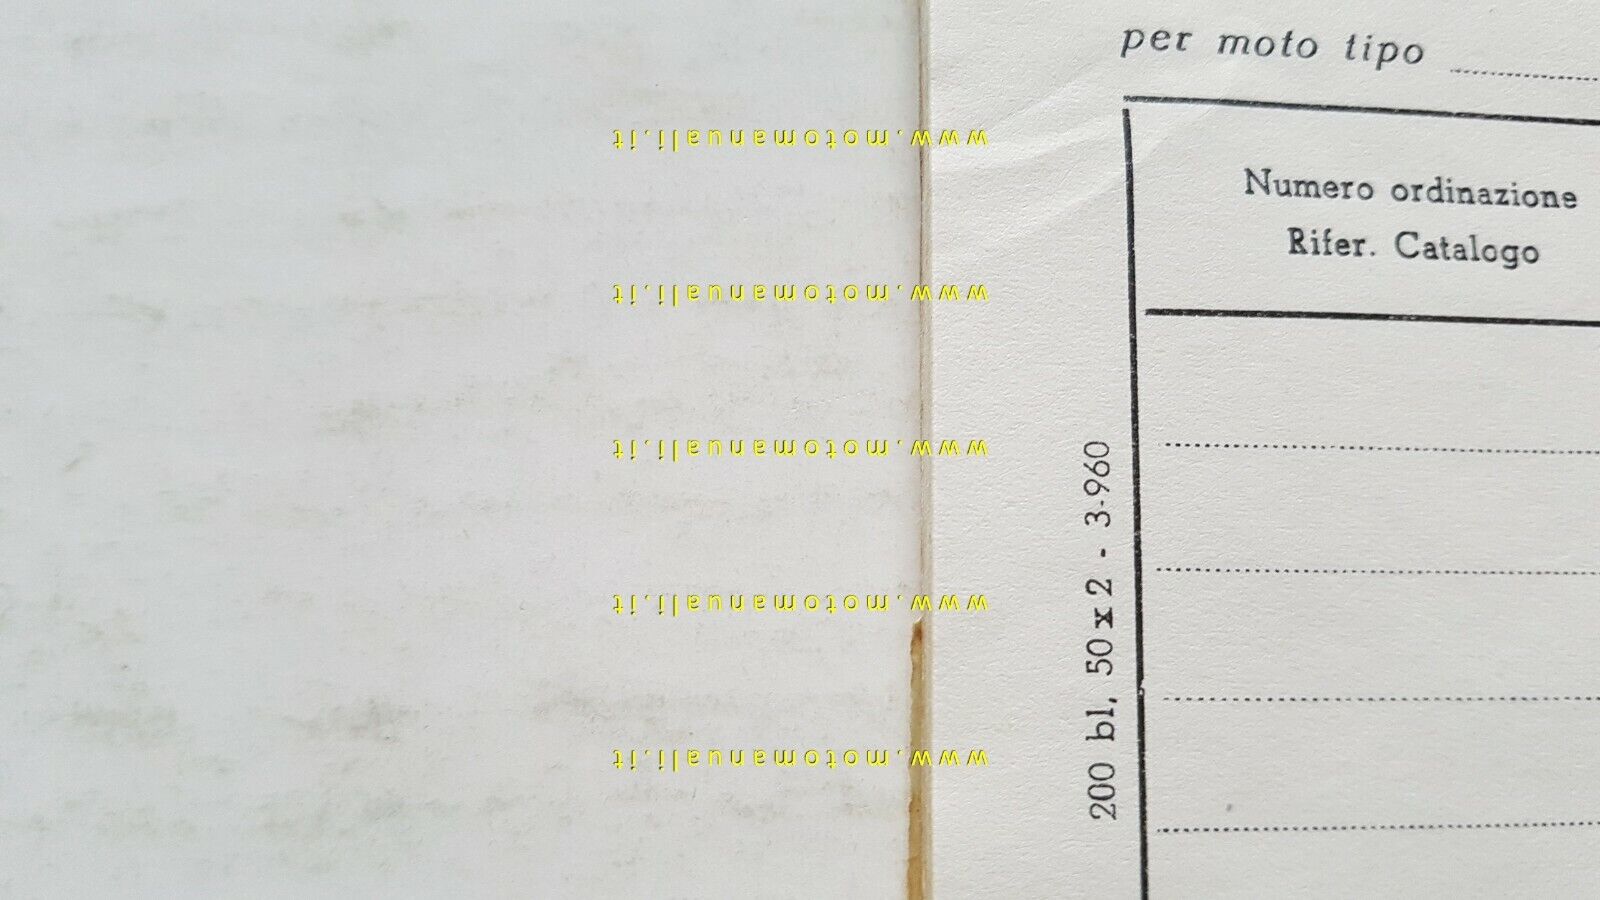 per moto tipo
Numero ordinazione
Rifer. Catalogo
200 bl, 50 x 2 - 3-960
www.motomanuali.it
www.motomanuali.it
www.motomanuali.it
www.motomanuali.it
www.motomanuali.it